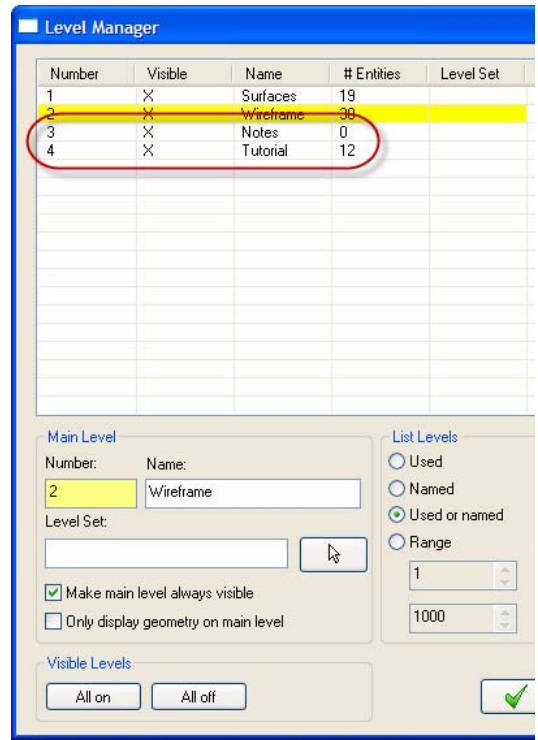 Level Manager
Number Visible Name # Entities Level Set
1 X Surfaces 19
2 X Wireframe 38
3 X Notes 0
4 X Tutorial 12
Main Level
Number: Name:
2 Wireframe
Level Set:
Make main level always visible
Only display geometry on main level
List Levels
Used
Named
Used or named
Range
1
1000
Visible Levels
All on All off